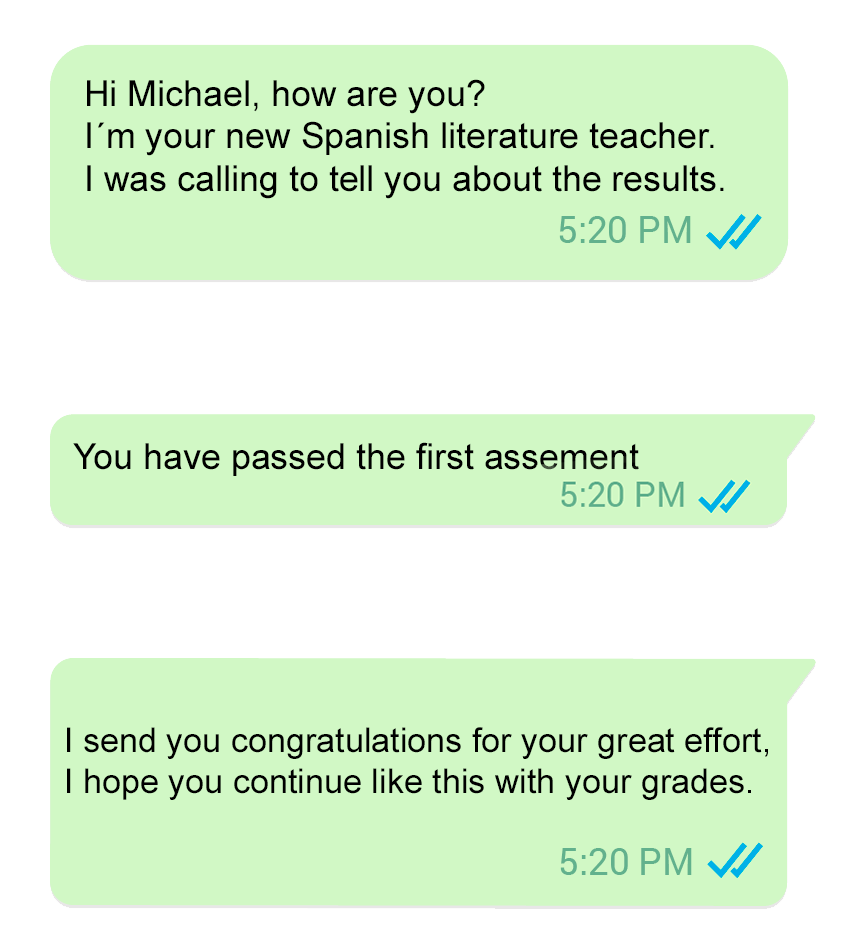 Hi Michael, how are you?
I´m your new Spanish literature teacher.
I was calling to tell you about the results.
5:20 PM
You have passed the first assement
5:20 PM
I send you congratulations for your great effort,
I hope you continue like this with your grades.
5:20 PM